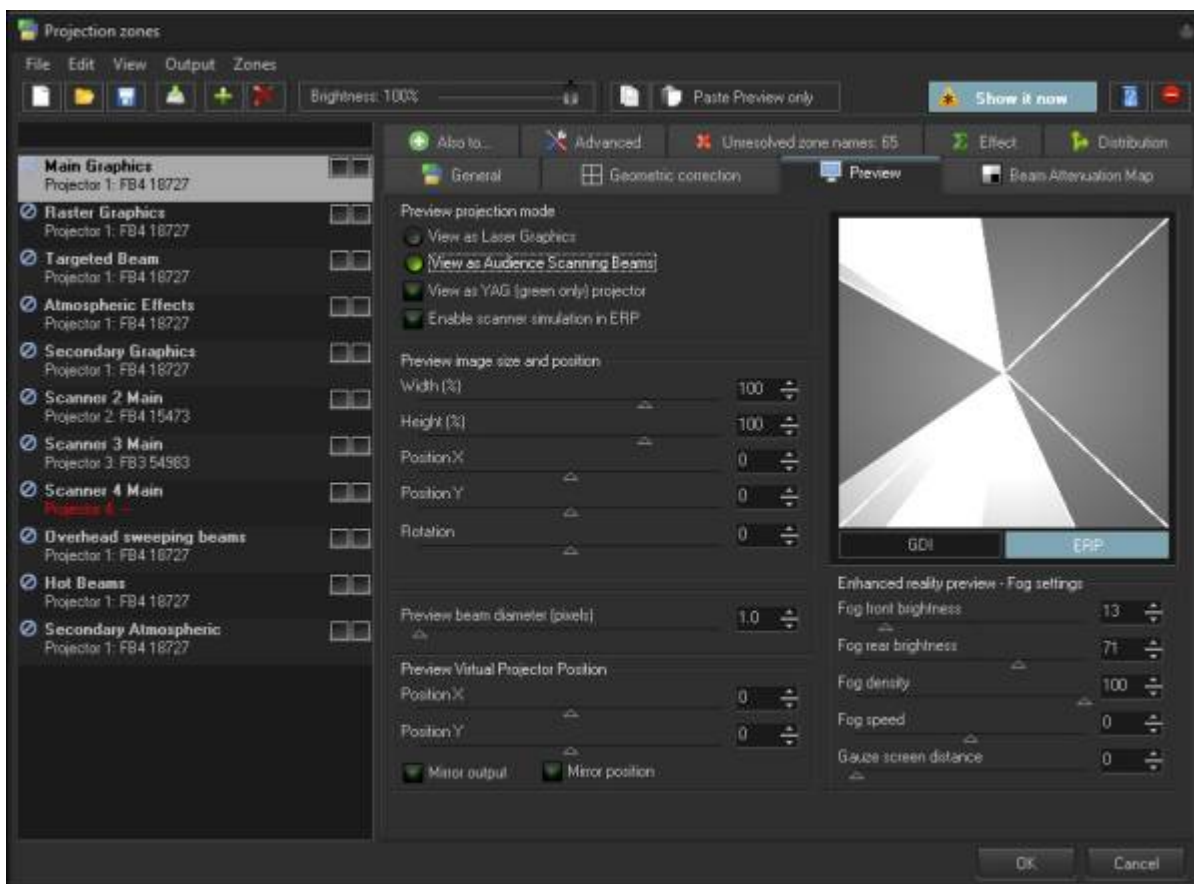 Projection zones
File Edit View Output Zones
Brightness: 100% Paste Preview only Show it now
Also to... Advanced Unresolved zone names: 65 Effect Distribution
General Geometric correction Preview Beam Attenuation Map
Main Graphics
Projector 1: FB4 18727
Raster Graphics
Projector 1: FB4 18727
Targeted Beam
Projector 1: FB4 18727
Atmospheric Effects
Projector 1: FB4 18727
Secondary Graphics
Projector 1: FB4 18727
Scanner 2 Main
Projector 2: FB4 15473
Scanner 3 Main
Projector 3: FB3 54983
Scanner 4 Main
Projector 4: --
Overhead sweeping beams
Projector 1: FB4 18727
Hot Beams
Projector 1: FB4 18727
Secondary Atmospheric
Projector 1: FB4 18727
Preview projection mode
View as Laser Graphics
View as Audience Scanning Beams
View as YAG (green only) projector
Enable scanner simulation in ERP
Preview image size and position
Width (%) 100
Height (%) 100
Position X 0
Position Y 0
Rotation 0
Preview beam diameter (pixels) 1.0
Preview Virtual Projector Position
Position X 0
Position Y 0
Mirror output Mirror position
GDI ERP
Enhanced reality preview - Fog settings
Fog front brightness 13
Fog rear brightness 71
Fog density 100
Fog speed 0
Gauze screen distance 0
OK Cancel